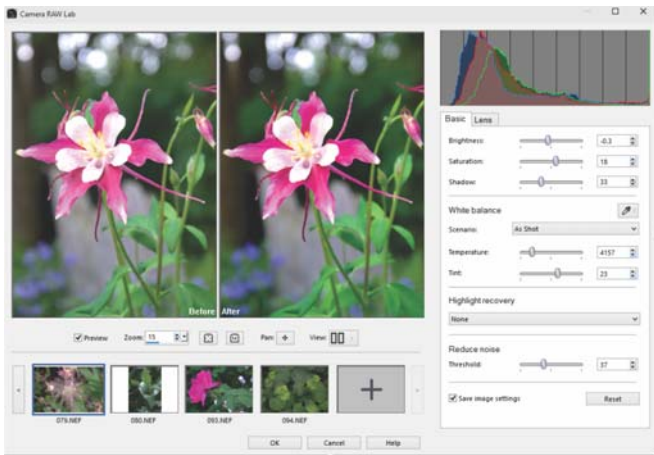 Camera RAW Lab
Before After
Preview Zoom: 15 Pan: View:
079.NEF 080.NEF 093.NEF 094.NEF
OK Cancel Help
Basic Lens
Brightness: -0.3
Saturation: 18
Shadow: 33
White balance
Scenario: As Shot
Temperature: 4157
Tint: 23
Highlight recovery
None
Reduce noise
Threshold: 37
Save image settings Reset